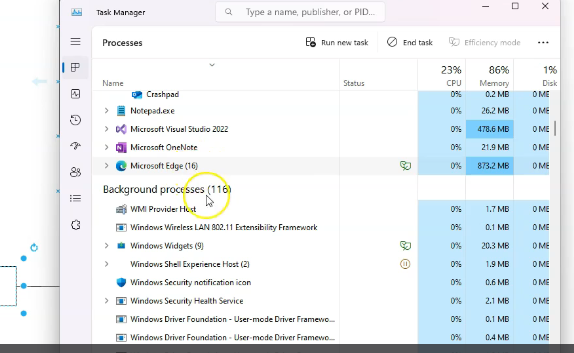 Task Manager
Type a name, publisher, or PID...
Processes
Run new task
End task
Efficiency mode
23% 86% 1%
Name Status CPU Memory Disk
Crashpad 0% 0.2 MB 0 MB
Notepad.exe 0% 26.2 MB 0 MB
Microsoft Visual Studio 2022 0% 478.6 MB 0 MB
Microsoft OneNote 0% 21.9 MB 0 MB
Microsoft Edge (16) 0% 873.2 MB 0 MB
Background processes (116)
WMI Provider Host 0% 1.7 MB 0 MB
Windows Wireless LAN 802.11 Extensibility Framework 0% 0.1 MB 0 MB
Windows Widgets (9) 0% 20.3 MB 0 MB
Windows Shell Experience Host (2) 0% 1.9 MB 0 MB
Windows Security notification icon 0% 0.6 MB 0 MB
Windows Security Health Service 0% 2.1 MB 0 MB
Windows Driver Foundation - User-mode Driver Framewo... 0% 0.1 MB 0 MB
Windows Driver Foundation - User-mode Driver Framewo... 0% 0.4 MB 0 MB